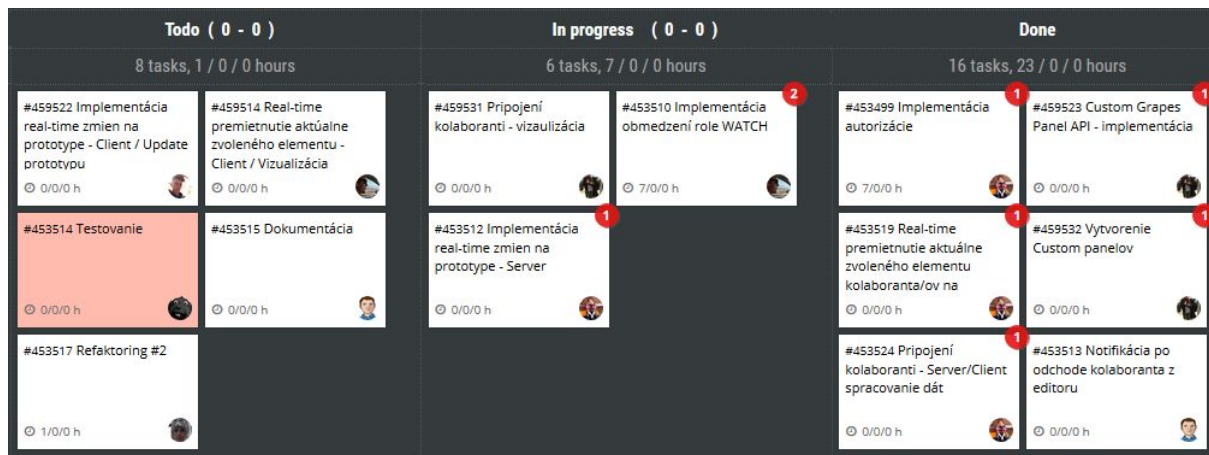 Todo ( 0 - 0 )
8 tasks, 1 / 0 / 0 hours
#459522 Implementácia
real-time zmien na
prototype - Client / Update
prototypu
0/0/0 h
#459514 Real-time
premietnutie aktúalne
zvoleného elementu -
Client / Vizualizácia
0/0/0 h
#453514 Testovanie
0/0/0 h
#453515 Dokumentácia
0/0/0 h
#453517 Refaktoring #2
1/0/0 h
In progress ( 0 - 0 )
6 tasks, 7 / 0 / 0 hours
#459531 Pripojení
kolaboranti - vizaulizácia
0/0/0 h
2
#453510 Implementácia
obmedzení role WATCH
7/0/0 h
1
#453512 Implementácia
real-time zmien na
prototype - Server
0/0/0 h
Done
16 tasks, 23 / 0 / 0 hours
1
#453499 Implementácia
autorizácie
7/0/0 h
1
#459523 Custom Grapes
Panel API - implementácia
0/0/0 h
1
#453519 Real-time
premietnutie aktuálne
zvoleného elementu
kolaboranta/ov na
0/0/0 h
1
#459532 Vytvorenie
Custom panelov
0/0/0 h
1
#453524 Pripojení
kolaboranti - Server/Client
spracovanie dát
0/0/0 h
#453513 Notifikácia po
odchode kolaboranta z
editoru
0/0/0 h